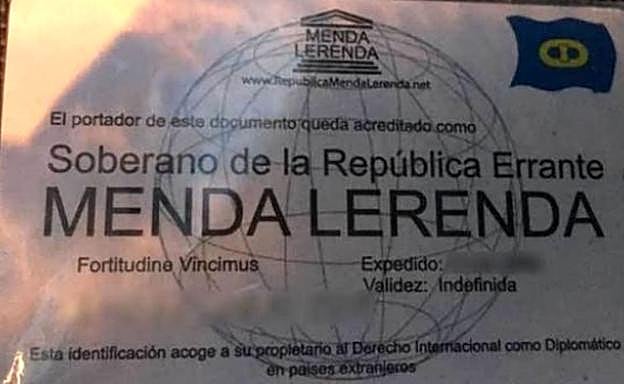 MENDA
LERENDA
www.RepublicaMendaLerenda.net
El portador de este documento queda acreditado como
Soberano de la República Errante
MENDA LERENDA
Fortitudine Vincimus
Expedido:
Validez: Indefinida
Esta identificación acoge a su propietario al Derecho Internacional como Diplomático
en paises extranjeros